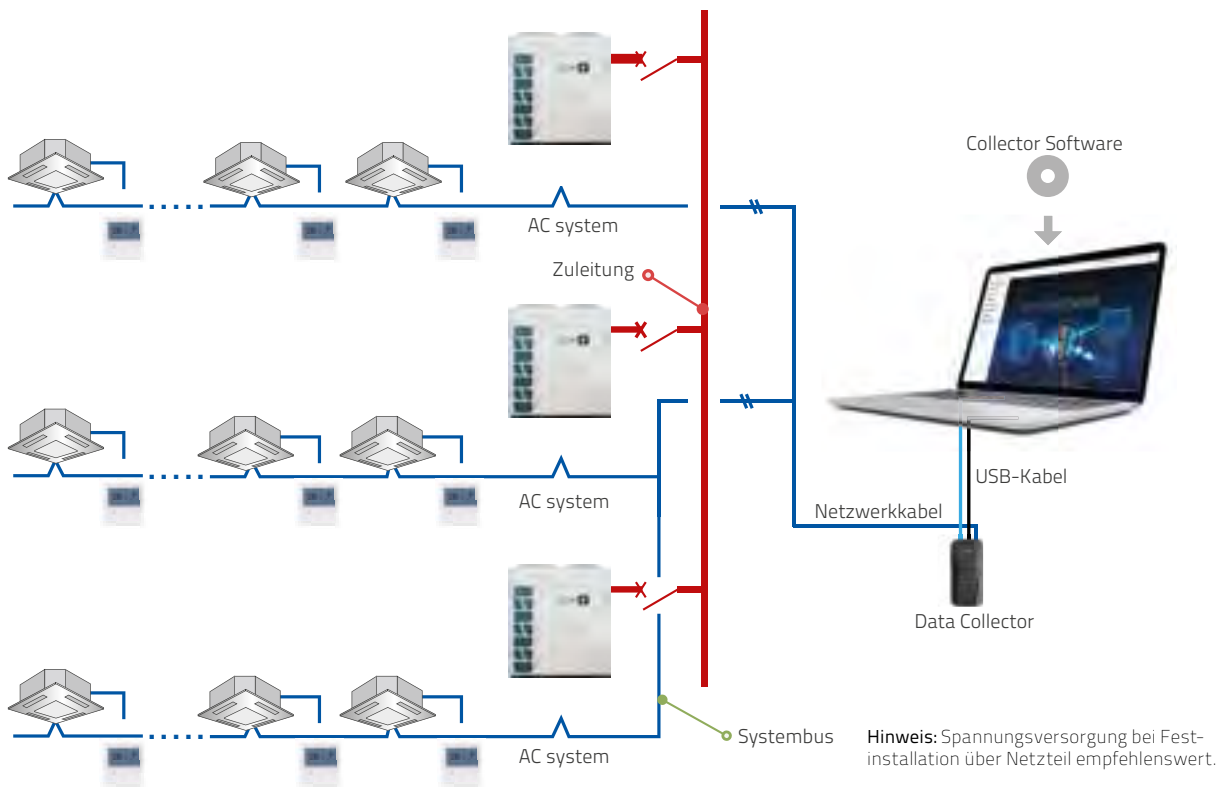 Collector Software
AC system
Zuleitung
AC system
USB-Kabel
Netzwerkkabel
Data Collector
Systembus
AC system
Hinweis: Spannungsversorgung bei Fest-
installation über Netzteil empfehlenswert.